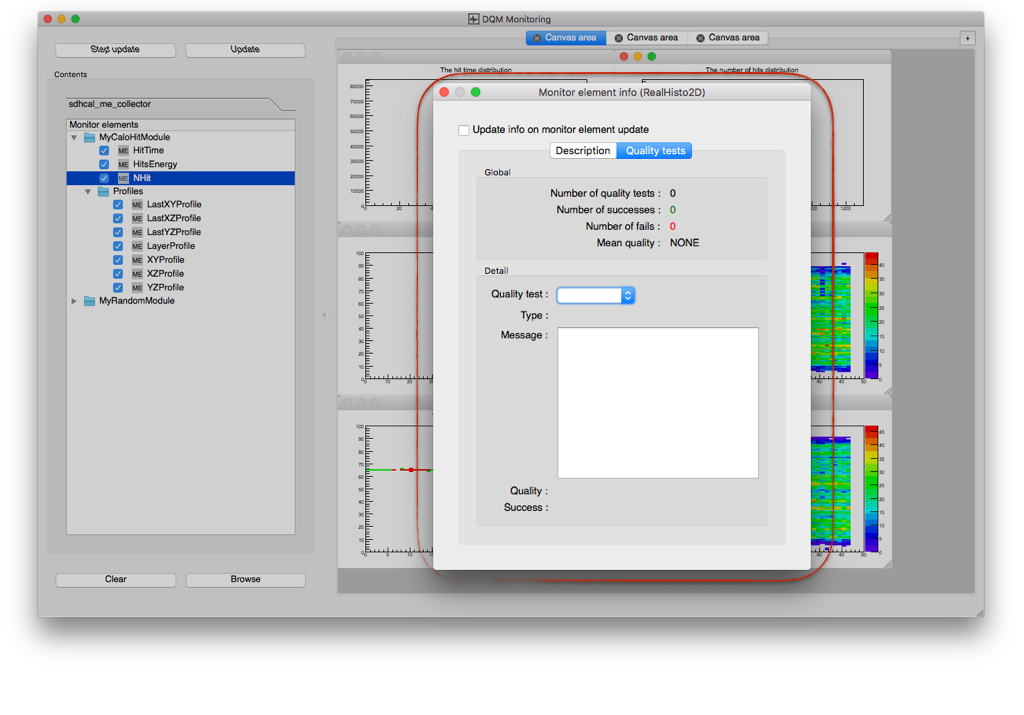 DQM Monitoring
Start update
Update
Canvas area
Canvas area
Canvas area
+
Contents
sdhcal_me_collector
Monitor elements
MyCaloHitModule
ME HitTime
ME HitsEnergy
ME NHit
Profiles
ME LastXYProfile
ME LastXZProfile
ME LastYZProfile
ME LayerProfile
ME XYProfile
ME XZProfile
ME YZProfile
MyRandomModule
Clear
Browse
The hit time distribution
The number of hits distribution
Monitor element info (RealHisto2D)
Update info on monitor element update
Description
Quality tests
Global
Number of quality tests : 0
Number of successes : 0
Number of fails : 0
Mean quality : NONE
Detail
Quality test :
Type :
Message :
Quality :
Success :